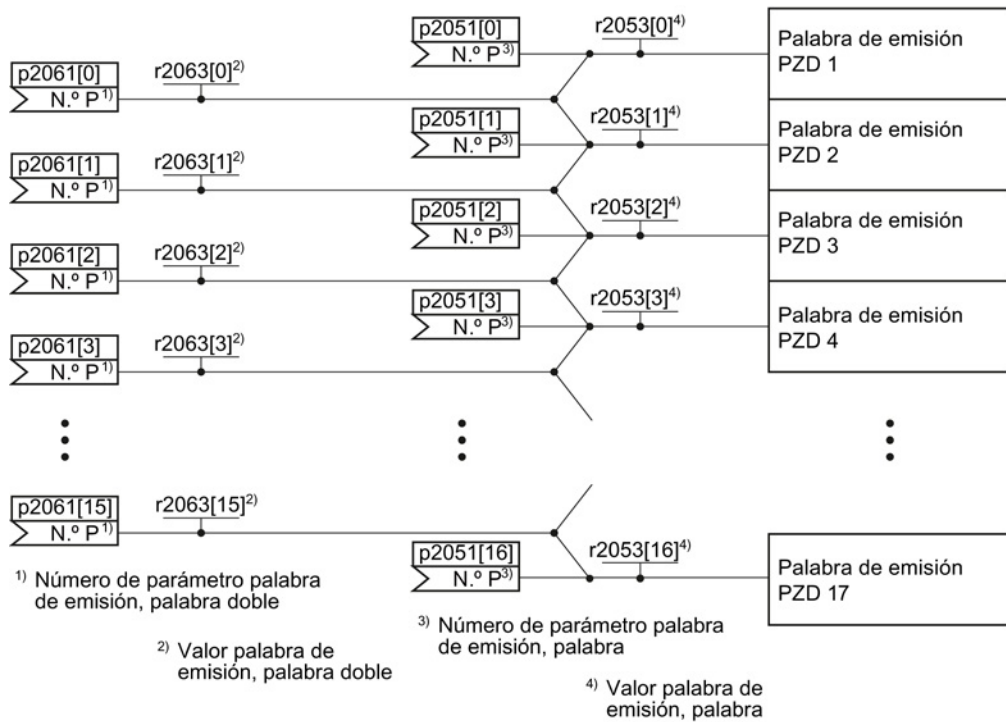 p2051[0]
N.º P3)
r2053[0]4)
Palabra de emisión
PZD 1
p2061[0]
N.º P1)
r2063[0]2)
p2051[1]
N.º P3)
r2053[1]4)
Palabra de emisión
PZD 2
p2061[1]
N.º P1)
r2063[1]2)
p2051[2]
N.º P3)
r2053[2]4)
Palabra de emisión
PZD 3
p2061[2]
N.º P1)
r2063[2]2)
p2051[3]
N.º P3)
r2053[3]4)
Palabra de emisión
PZD 4
p2061[3]
N.º P1)
r2063[3]2)
p2061[15]
N.º P1)
r2063[15]2)
p2051[16]
N.º P3)
r2053[16]4)
Palabra de emisión
PZD 17
1) Número de parámetro palabra
de emisión, palabra doble
2) Valor palabra de
emisión, palabra doble
3) Número de parámetro palabra
de emisión, palabra
4) Valor palabra de
emisión, palabra